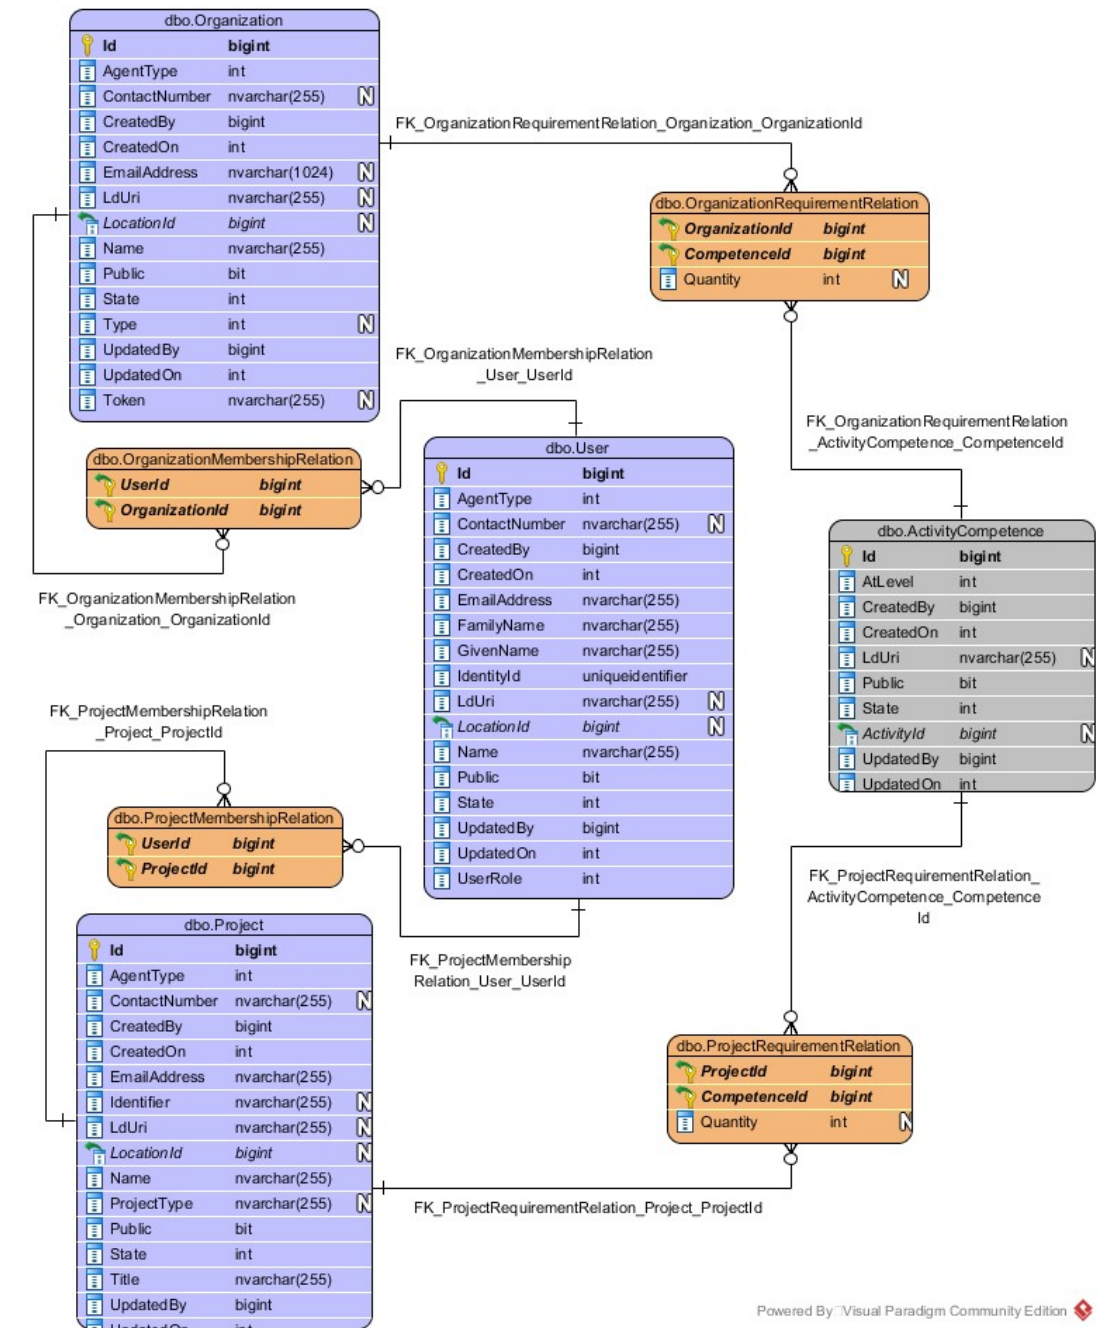 dbo.Organization
Id bigint
AgentType int
ContactNumber nvarchar(255) N
CreatedBy bigint
CreatedOn int
EmailAddress nvarchar(1024) N
LdUri nvarchar(255) N
LocationId bigint N
Name nvarchar(255)
Public bit
State int
Type int N
UpdatedBy bigint
UpdatedOn int
Token nvarchar(255) N
FK_OrganizationRequirementRelation_Organization_OrganizationId
dbo.OrganizationRequirementRelation
OrganizationId bigint
CompetenceId bigint
Quantity int N
FK_OrganizationMembershipRelation
_User_UserId
FK_OrganizationRequirementRelation
_ActivityCompetence_CompetenceId
dbo.OrganizationMembershipRelation
UserId bigint
OrganizationId bigint
FK_OrganizationMembershipRelation
_Organization_OrganizationId
dbo.User
Id bigint
AgentType int
ContactNumber nvarchar(255) N
CreatedBy bigint
CreatedOn int
EmailAddress nvarchar(255)
FamilyName nvarchar(255)
GivenName nvarchar(255)
IdentityId uniqueidentifier
LdUri nvarchar(255) N
LocationId bigint N
Name nvarchar(255)
Public bit
State int
UpdatedBy bigint
UpdatedOn int
UserRole int
dbo.ActivityCompetence
Id bigint
AtLevel int
CreatedBy bigint
CreatedOn int
LdUri nvarchar(255) N
Public bit
State int
ActivityId bigint N
UpdatedBy bigint
UpdatedOn int
FK_ProjectMembershipRelation
_Project_ProjectId
dbo.ProjectMembershipRelation
UserId bigint
ProjectId bigint
FK_ProjectMembership
Relation_User_UserId
FK_ProjectRequirementRelation_
ActivityCompetence_Competence
Id
dbo.Project
Id bigint
AgentType int
ContactNumber nvarchar(255) N
CreatedBy bigint
CreatedOn int
EmailAddress nvarchar(255)
Identifier nvarchar(255) N
LdUri nvarchar(255) N
LocationId bigint N
Name nvarchar(255)
ProjectType nvarchar(255) N
Public bit
State int
Title nvarchar(255)
UpdatedBy bigint
UpdatedOn int
dbo.ProjectRequirementRelation
ProjectId bigint
CompetenceId bigint
Quantity int N
FK_ProjectRequirementRelation_Project_ProjectId
Powered By Visual Paradigm Community Edition